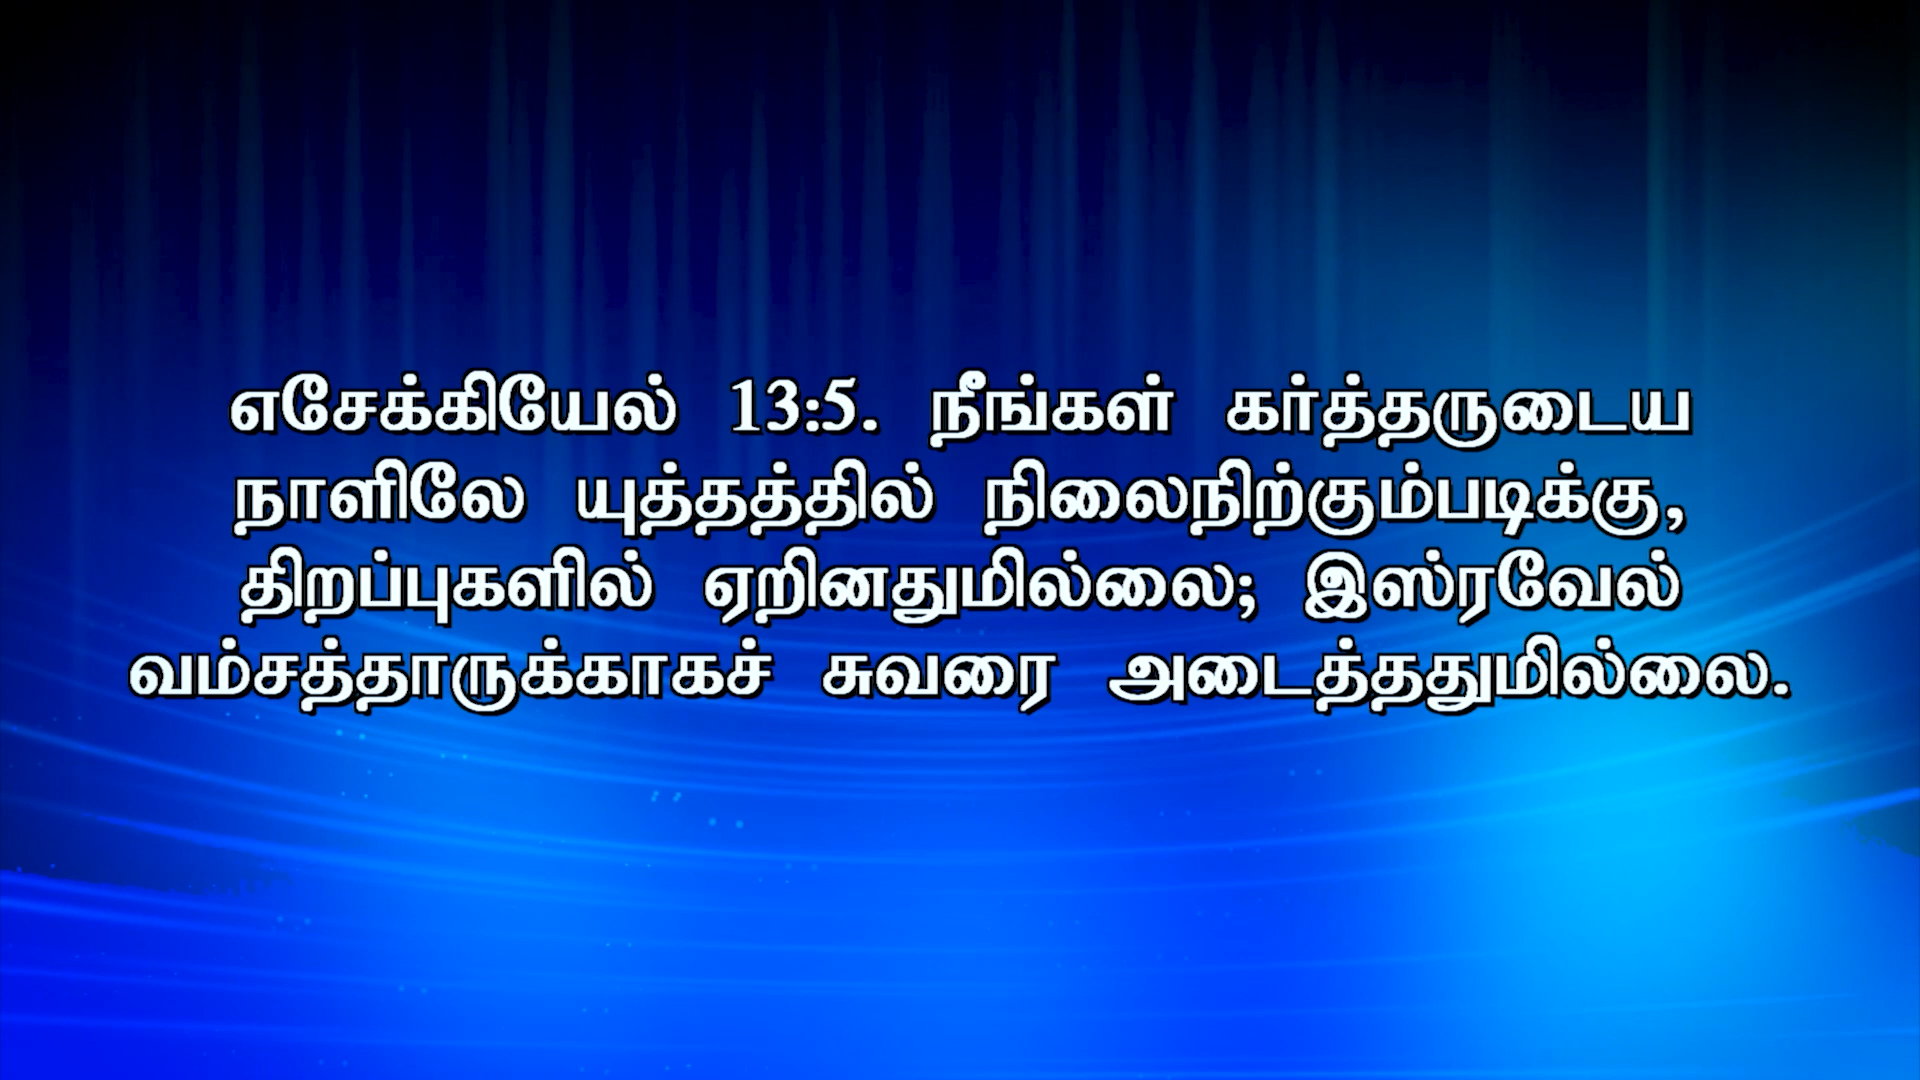 எசேக்கியேல் 13:5. நீங்கள் கர்த்தருடைய
நாளிலே யுத்தத்தில் நிலைநிற்கும்படிக்கு,
திறப்புகளில் ஏறினதுமில்லை; இஸ்ரவேல்
வம்சத்தாருக்காகச் சுவரை அடைத்ததுமில்லை.